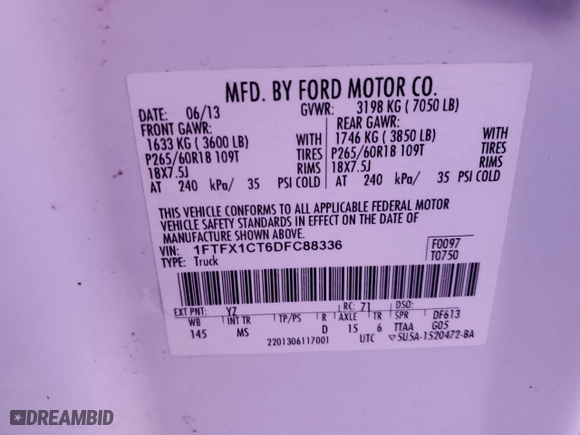 MFD. BY FORD MOTOR CO.
DATE: 06/13 GVWR: 3198 KG ( 7050 LB)
FRONT GAWR: REAR GAWR:
1633 KG ( 3600 LB) WITH 1746 KG ( 3850 LB) WITH
P265/60R18 109T TIRES P265/60R18 109T TIRES
18X7.5J RIMS 18X7.5J RIMS
AT 240 kPa/ 35 PSI COLD AT 240 kPa/ 35 PSI COLD
THIS VEHICLE CONFORMS TO ALL APPLICABLE FEDERAL MOTOR
VEHICLE SAFETY STANDARDS IN EFFECT ON THE DATE OF
MANUFACTURE SHOWN ABOVE.
VIN: 1FTFX1CT6DFC88336 F0097
TYPE: Truck T0750
EXT PNT: YZ RC: 71 DSO:
WB INT TR TP/PS R AXLE TR SPR DF613
145 MS D 15 6 TTAA G05
2201306117001 UTC ▽5U5A-1520472-BA
DREAMBID